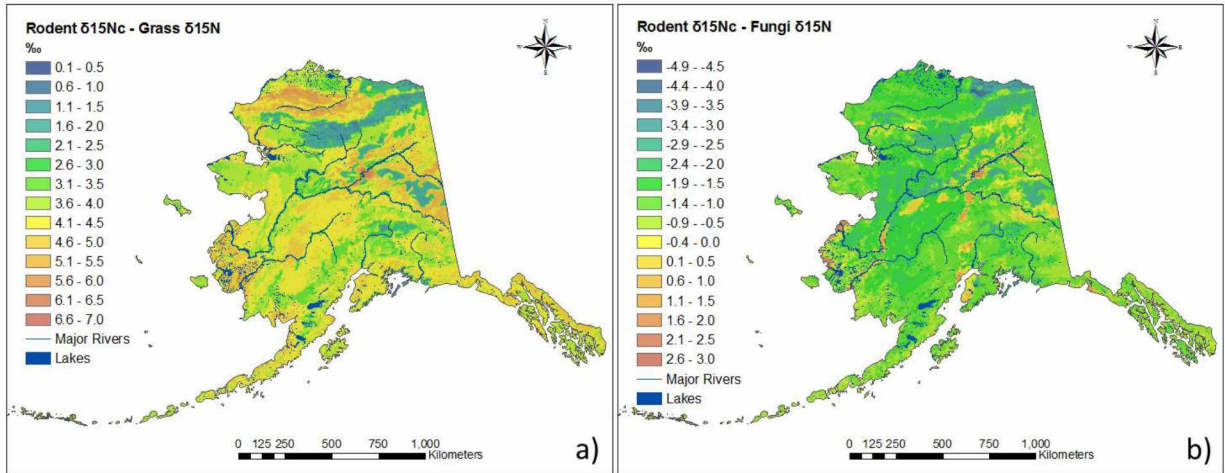 Rodent δ15Nc - Grass δ15N
‰
0.1 - 0.5
0.6 - 1.0
1.1 - 1.5
1.6 - 2.0
2.1 - 2.5
2.6 - 3.0
3.1 - 3.5
3.6 - 4.0
4.1 - 4.5
4.6 - 5.0
5.1 - 5.5
5.6 - 6.0
6.1 - 6.5
6.6 - 7.0
Major Rivers
Lakes
N
W E
S
0 125 250 500 750 1,000
Kilometers
a)
Rodent δ15Nc - Fungi δ15N
‰
-4.9 - -4.5
-4.4 - -4.0
-3.9 - -3.5
-3.4 - -3.0
-2.9 - -2.5
-2.4 - -2.0
-1.9 - -1.5
-1.4 - -1.0
-0.9 - -0.5
-0.4 - 0.0
0.1 - 0.5
0.6 - 1.0
1.1 - 1.5
1.6 - 2.0
2.1 - 2.5
2.6 - 3.0
Major Rivers
Lakes
N
W E
S
0 125 250 500 750 1,000
Kilometers
b)